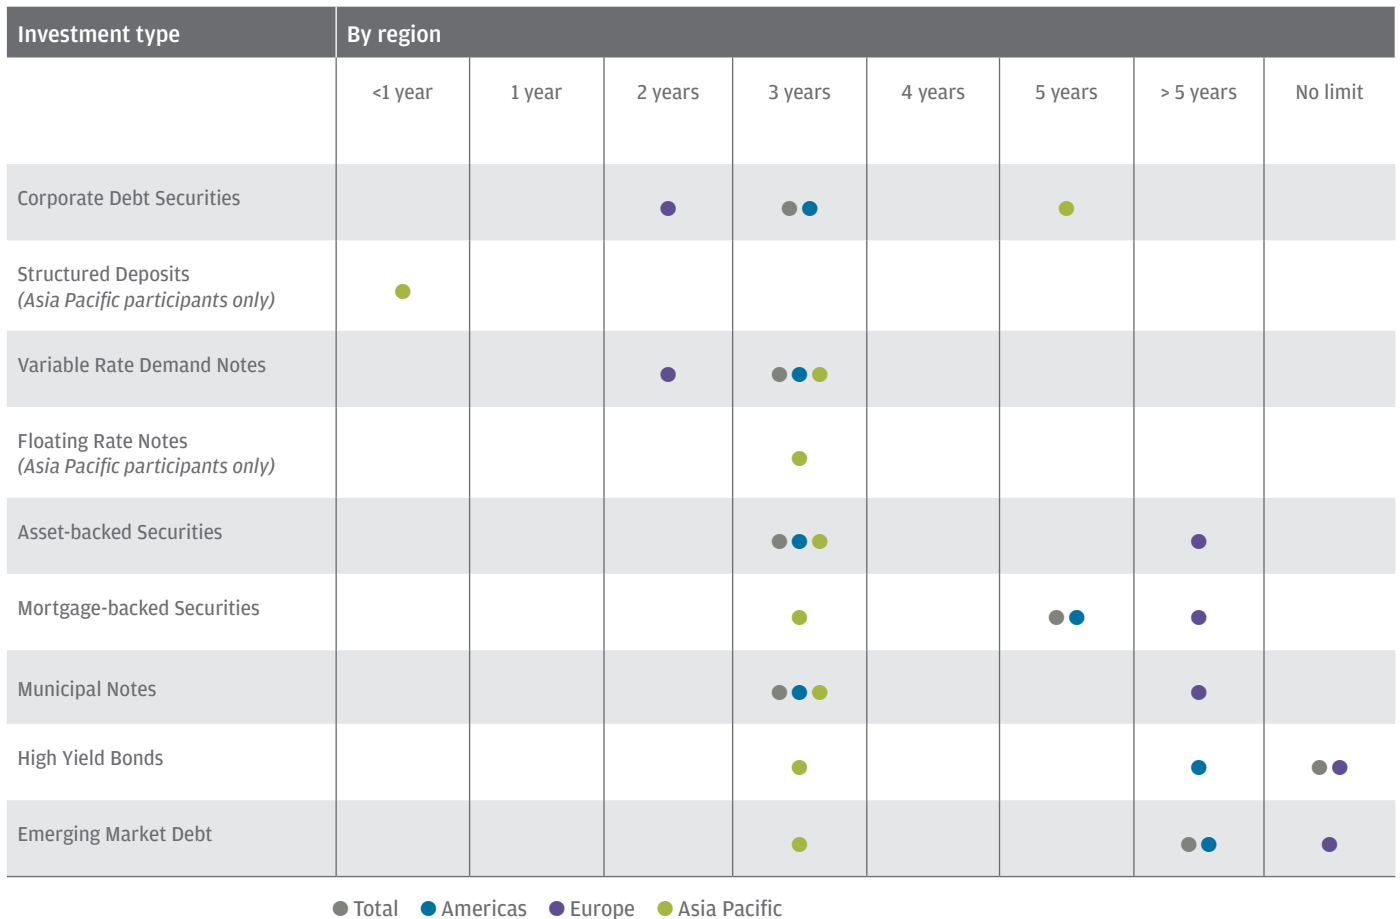 Investment type By region
<1 year 1 year 2 years 3 years 4 years 5 years > 5 years No limit
Corporate Debt Securities
Structured Deposits
(Asia Pacific participants only)
Variable Rate Demand Notes
Floating Rate Notes
(Asia Pacific participants only)
Asset-backed Securities
Mortgage-backed Securities
Municipal Notes
High Yield Bonds
Emerging Market Debt
Total Americas Europe Asia Pacific